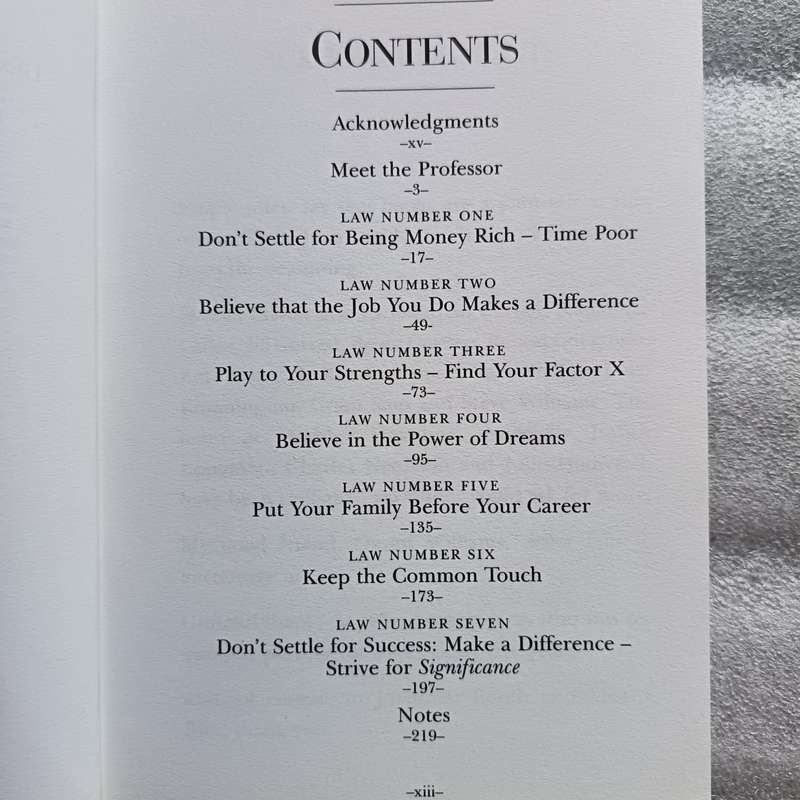 CONTENTS
Acknowledgments
–xv–
Meet the Professor
–3–
LAW NUMBER ONE
Don't Settle for Being Money Rich – Time Poor
–17–
LAW NUMBER TWO
Believe that the Job You Do Makes a Difference
–49-
LAW NUMBER THREE
Play to Your Strengths – Find Your Factor X
–73–
LAW NUMBER FOUR
Believe in the Power of Dreams
–95–
LAW NUMBER FIVE
Put Your Family Before Your Career
–135–
LAW NUMBER SIX
Keep the Common Touch
–173–
LAW NUMBER SEVEN
Don't Settle for Success: Make a Difference –
Strive for Significance
–197–
Notes
–219–
–xiii–